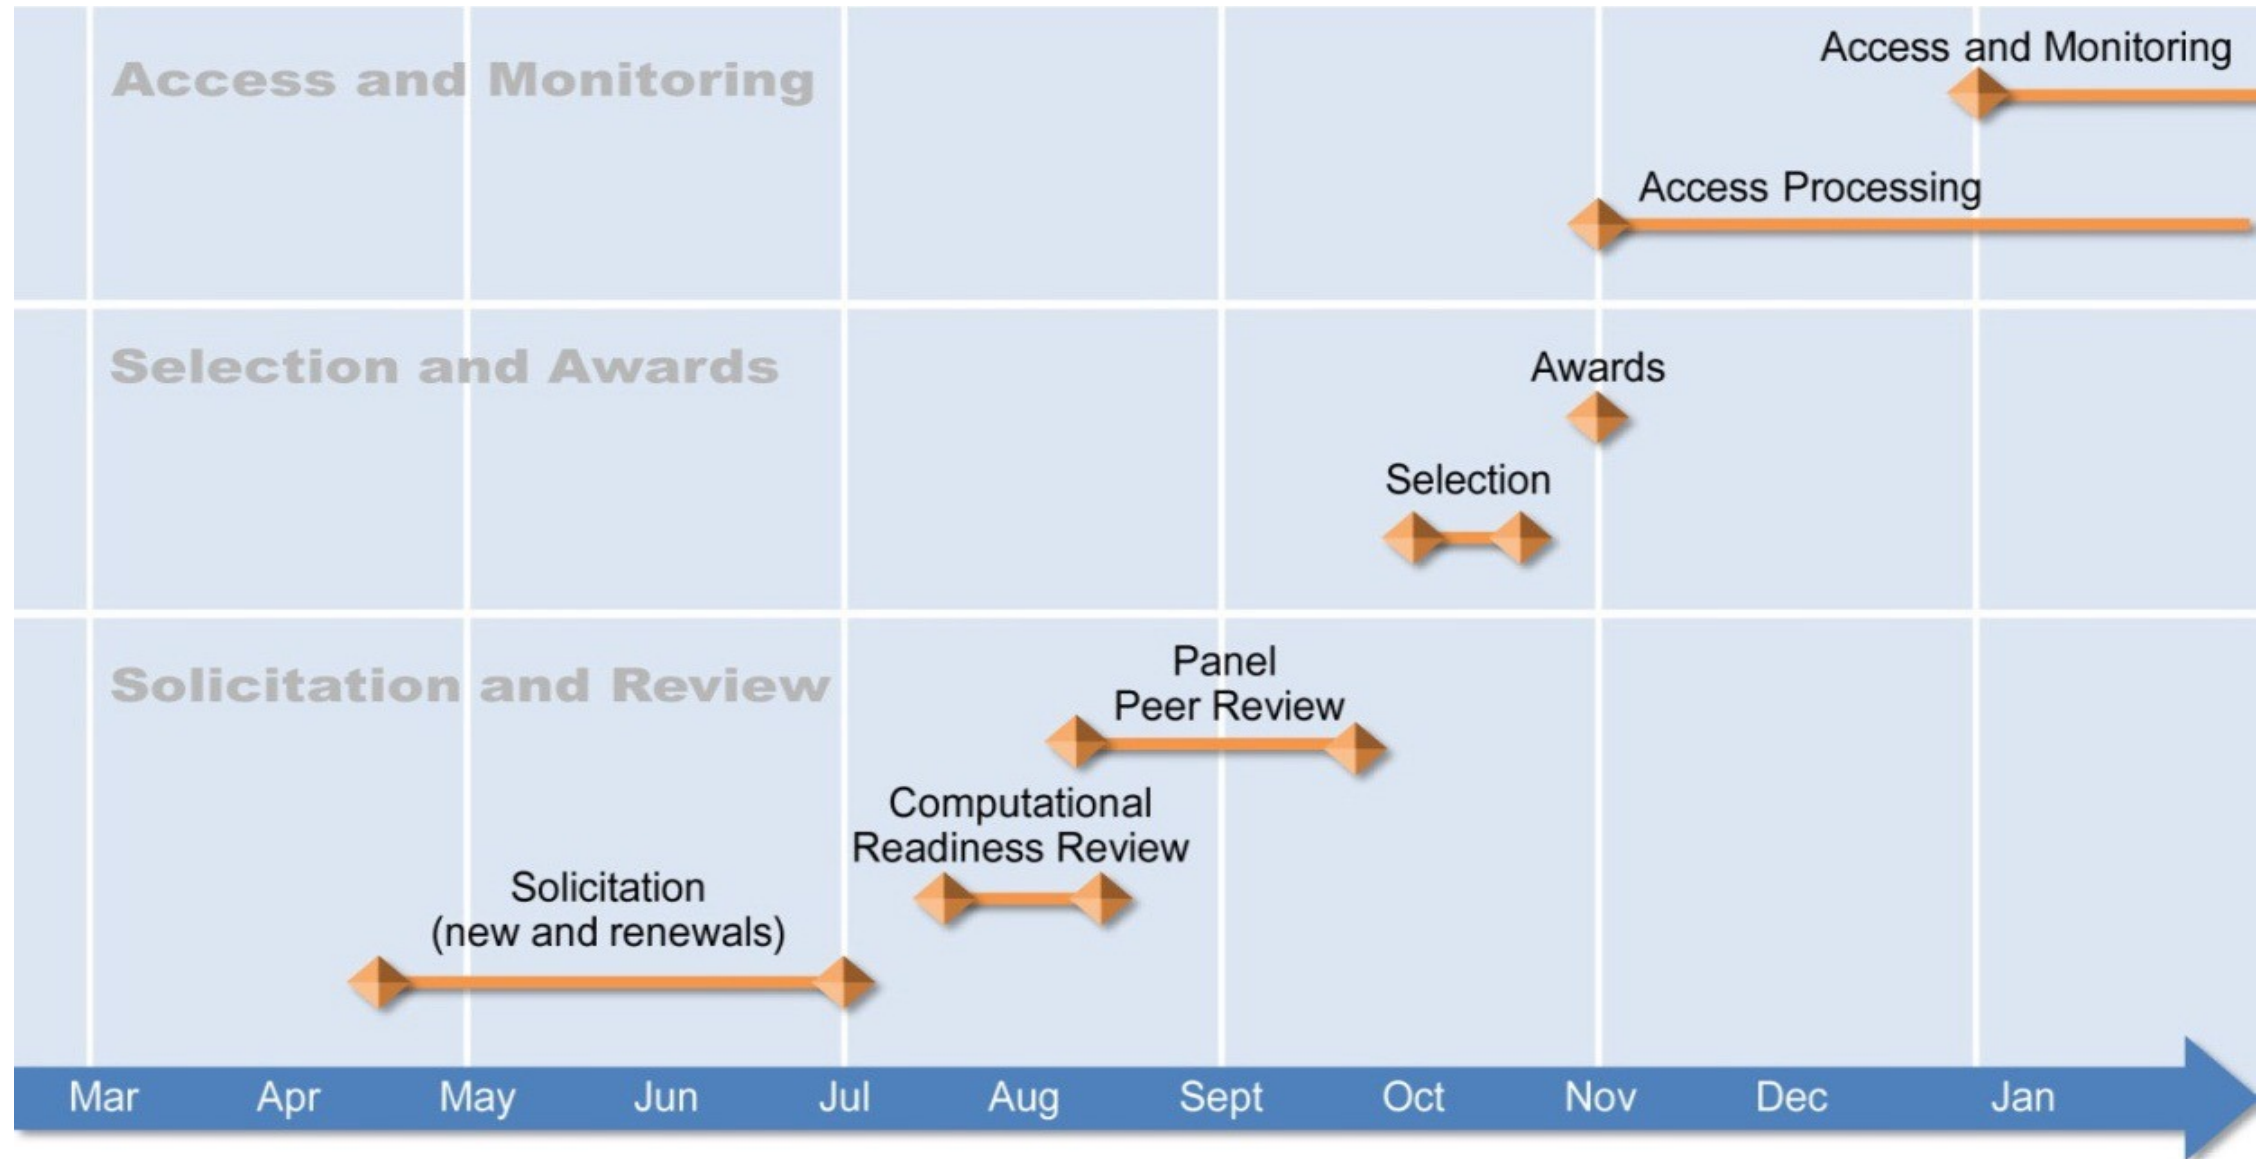 Access and Monitoring
Access and Monitoring
Access Processing
Selection and Awards
Awards
Selection
Solicitation and Review
Panel
Peer Review
Computational
Readiness Review
Solicitation
(new and renewals)
Mar Apr May Jun Jul Aug Sept Oct Nov Dec Jan